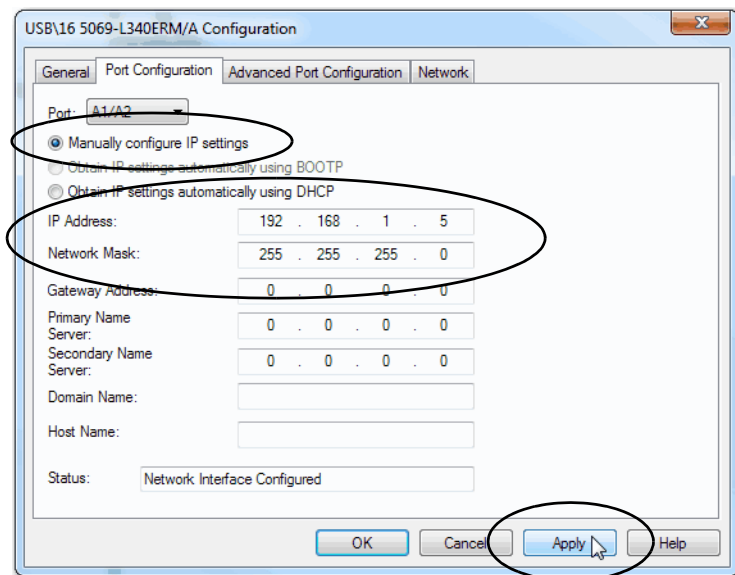 USB\16 5069-L340ERM/A Configuration
General Port Configuration Advanced Port Configuration Network
Port: A1/A2
Manually configure IP settings
Obtain IP settings automatically using BOOTP
Obtain IP settings automatically using DHCP
IP Address: 192 . 168 . 1 . 5
Network Mask: 255 . 255 . 255 . 0
Gateway Address: 0 . 0 . 0 . 0
Primary Name
Server: 0 . 0 . 0 . 0
Secondary Name
Server: 0 . 0 . 0 . 0
Domain Name:
Host Name:
Status: Network Interface Configured
OK Cancel Apply Help